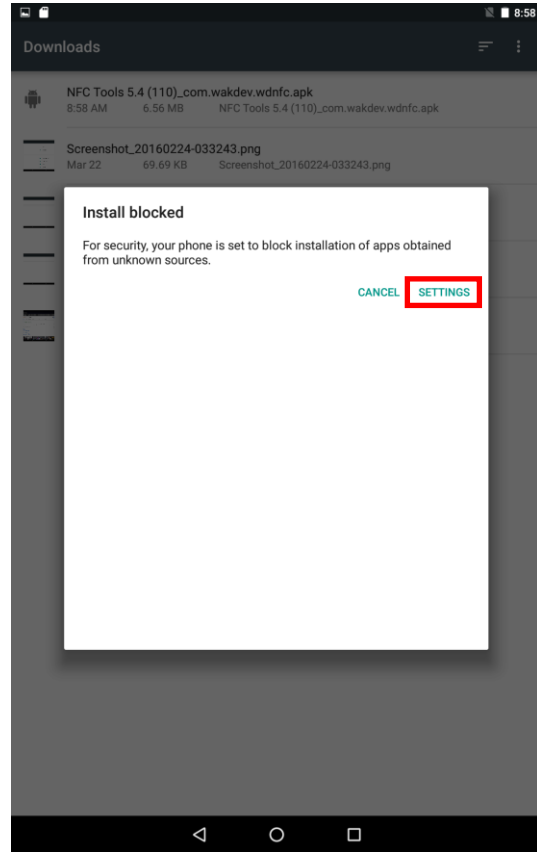 8:58
Downloads
NFC Tools 5.4 (110)_com.wakdev.wdnfc.apk
8:58 AM 6.56 MB NFC Tools 5.4 (110)_com.wakdev.wdnfc.apk
Screenshot_20160224-033243.png
Mar 22 69.69 KB Screenshot_20160224-033243.png
Install blocked
For security, your phone is set to block installation of apps obtained
from unknown sources.
CANCEL SETTINGS